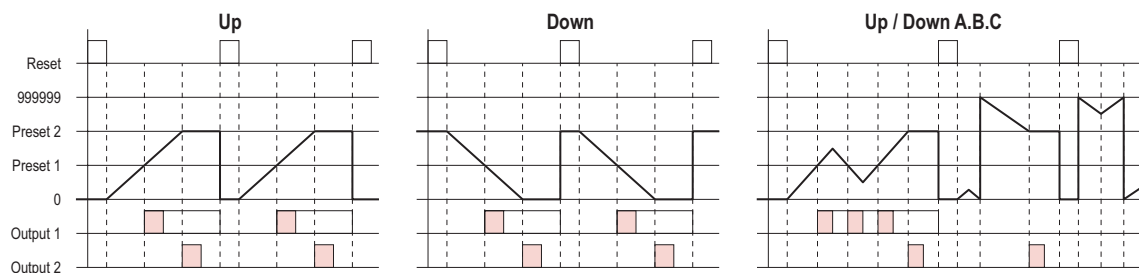 Up
Down
Up / Down A.B.C
Reset
999999
Preset 2
Preset 1
0
Output 1
Output 2